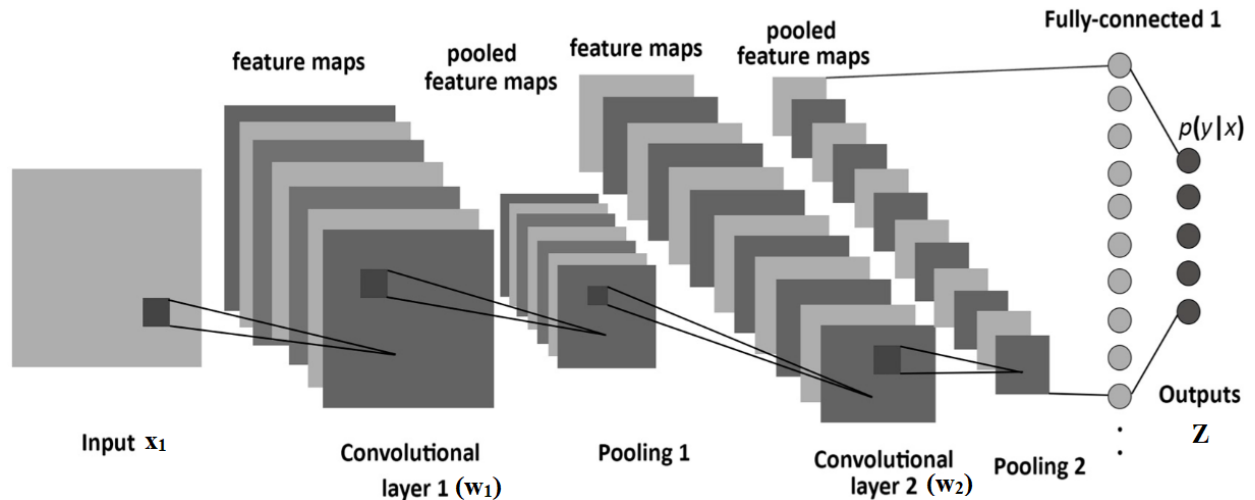 feature maps
pooled
feature maps
feature maps
pooled
feature maps
Fully-connected 1
p(y|x)
Input x₁
Convolutional
layer 1 (w₁)
Pooling 1
Convolutional
layer 2 (w₂)
Pooling 2
Outputs
Z